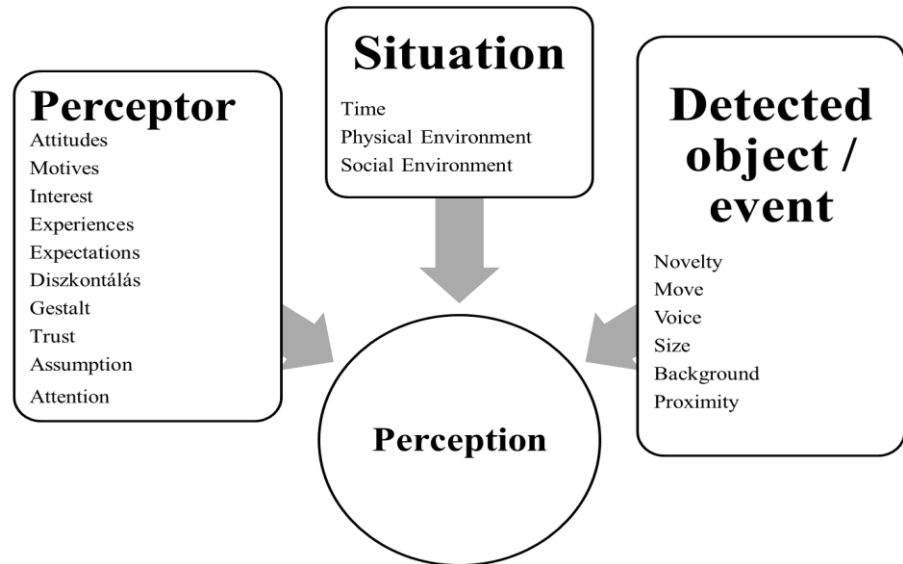 Perceptor
Attitudes
Motives
Interest
Experiences
Expectations
Diszkontálás
Gestalt
Trust
Assumption
Attention
Situation
Time
Physical Environment
Social Environment
Detected
object /
event
Novelty
Move
Voice
Size
Background
Proximity
Perception